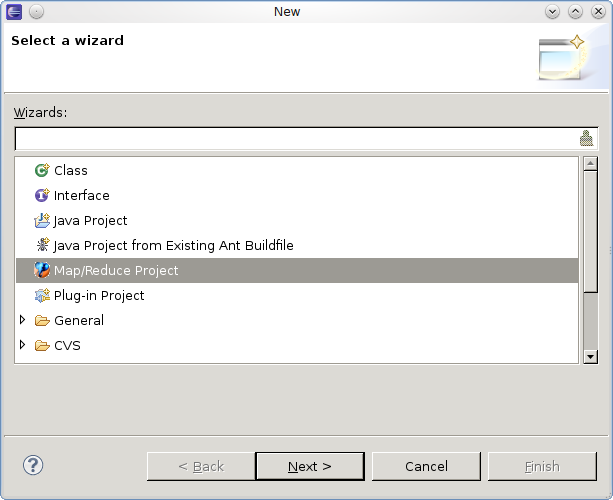 New
Select a wizard
Wizards:
Class
Interface
Java Project
Java Project from Existing Ant Buildfile
Map/Reduce Project
Plug-in Project
General
CVS
? < Back Next > Cancel Finish